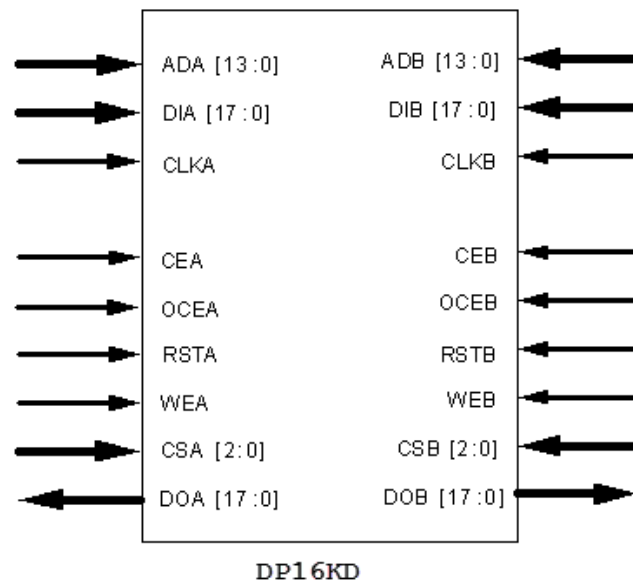 ADA [13:0] ADB [13:0]
DIA [17:0] DIB [17:0]
CLKA CLKB
CEA CEB
OCEA OCEB
RSTA RSTB
WEA WEB
CSA [2:0] CSB [2:0]
DOA [17:0] DOB [17:0]
DP16KD